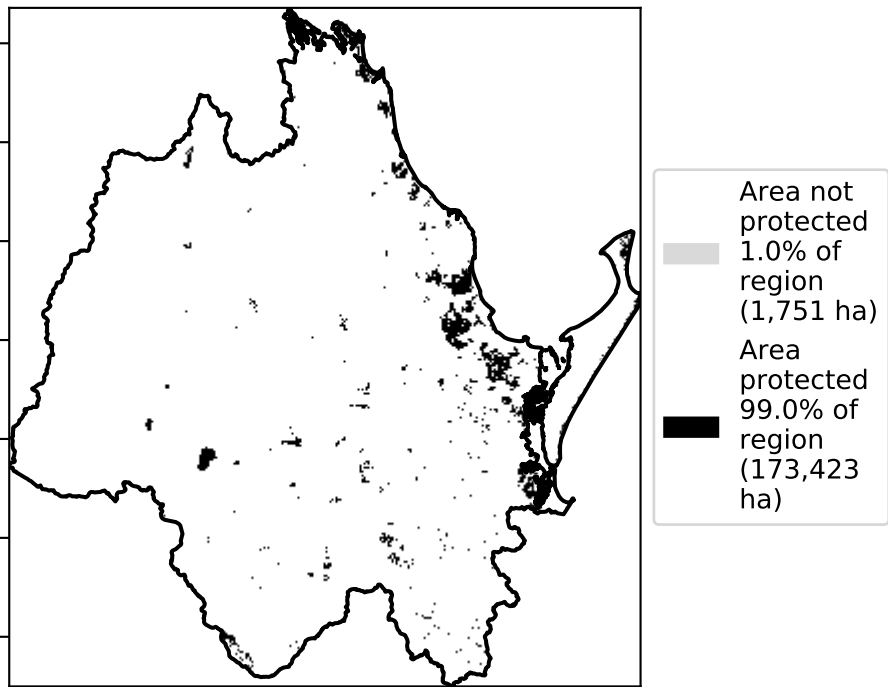 Area not
protected
1.0% of
region
(1,751 ha)
Area
protected
99.0% of
region
(173,423
ha)